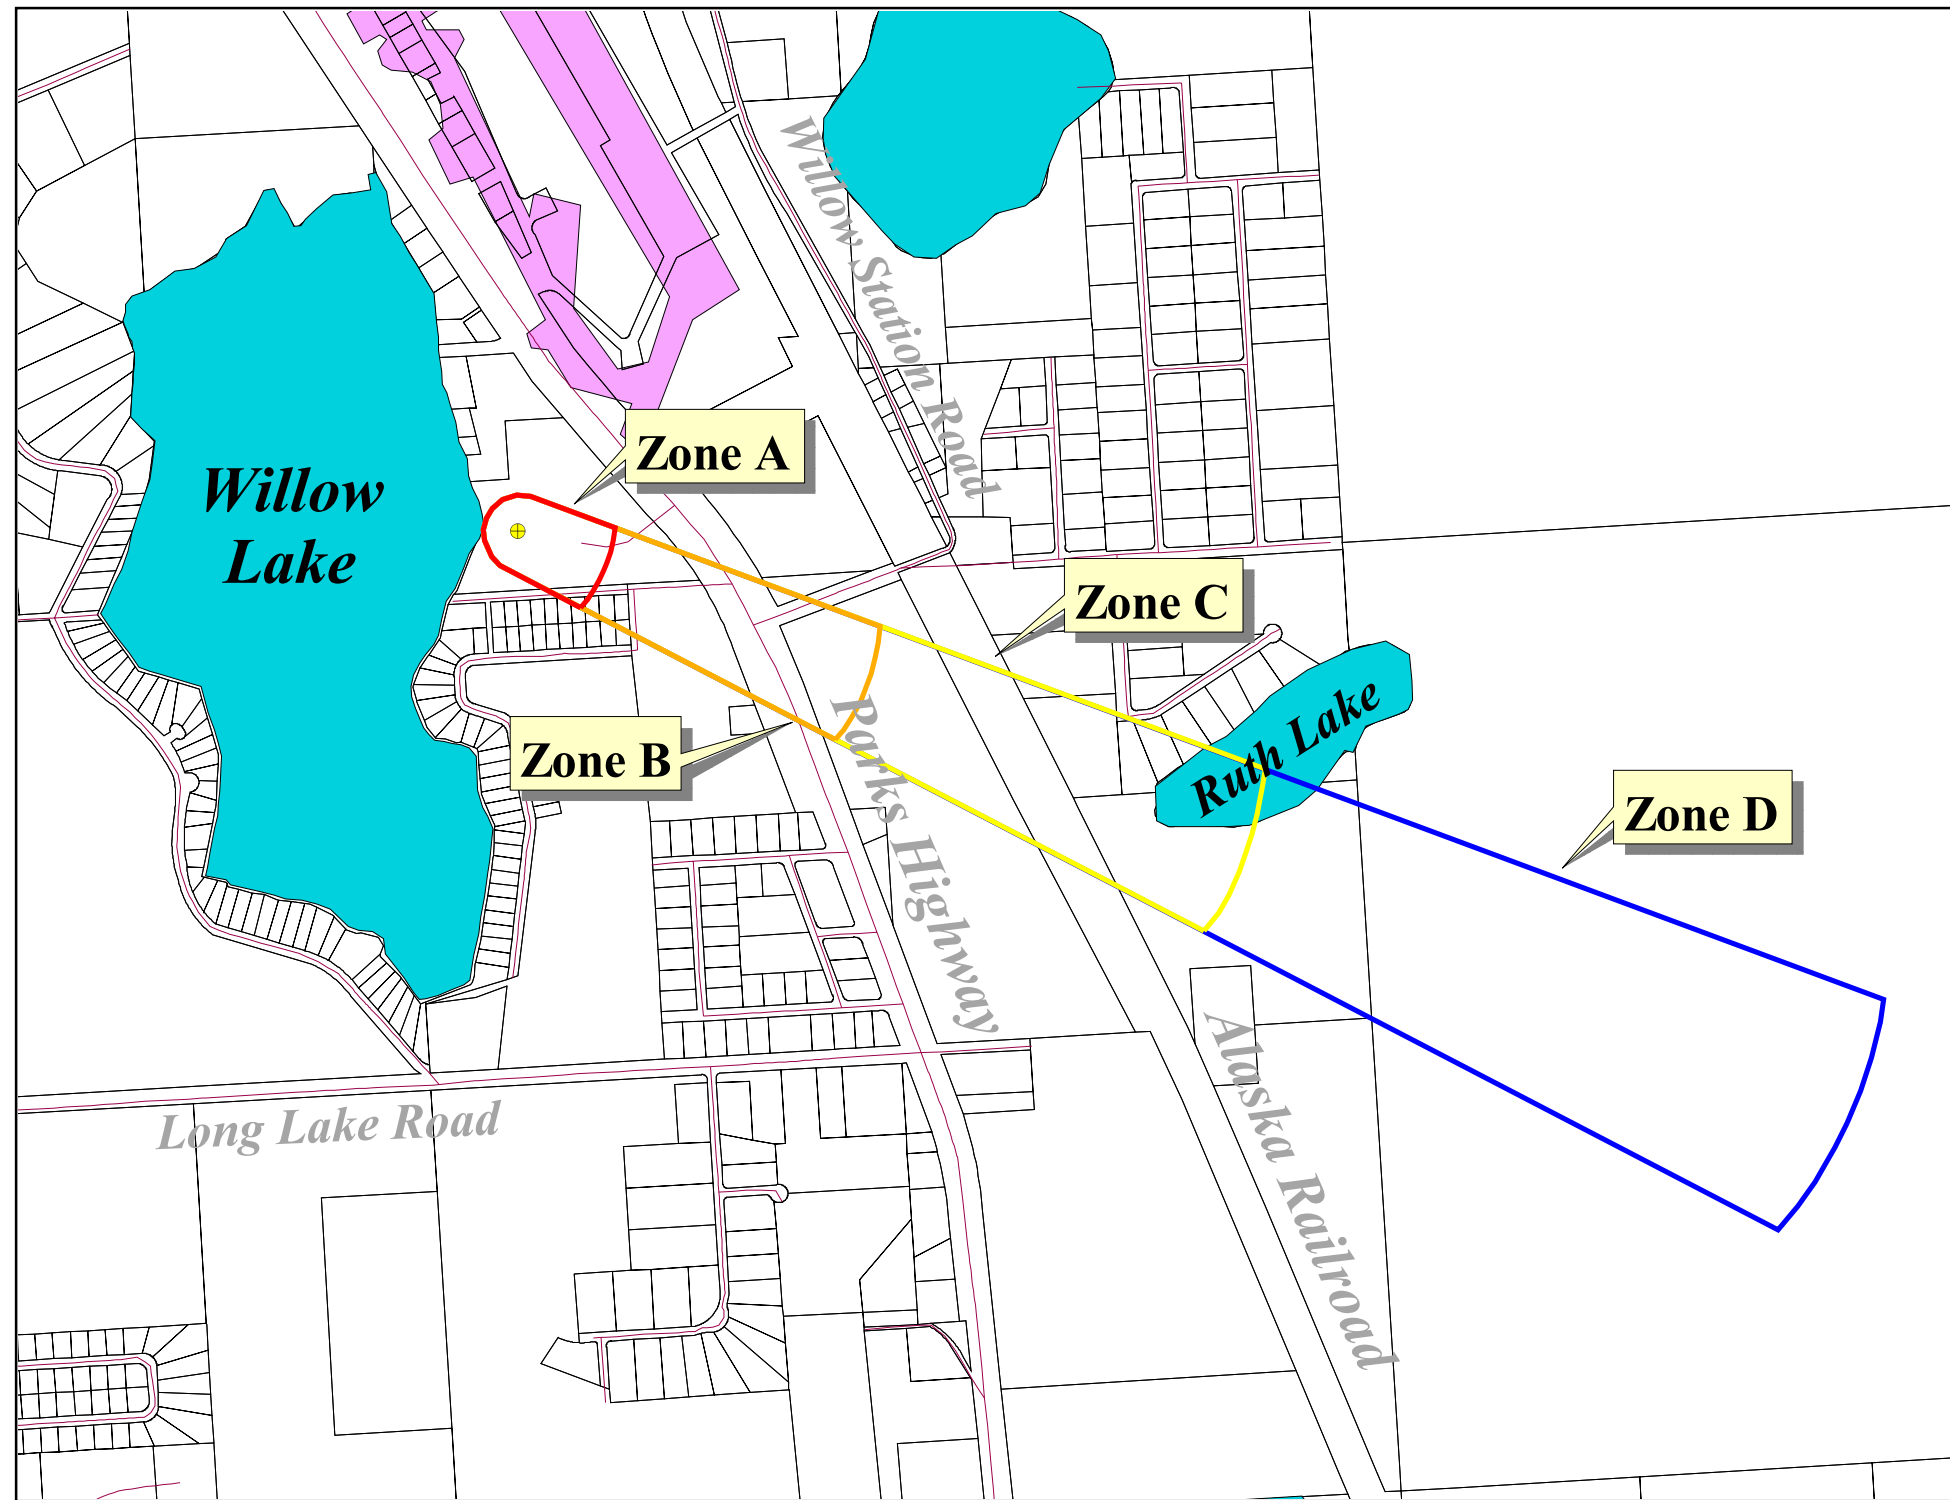 Willow Station Road
Zone A
Willow
Lake
Zone C
Ruth Lake
Zone B
Parks Highway
Zone D
Alaska Railroad
Long Lake Road